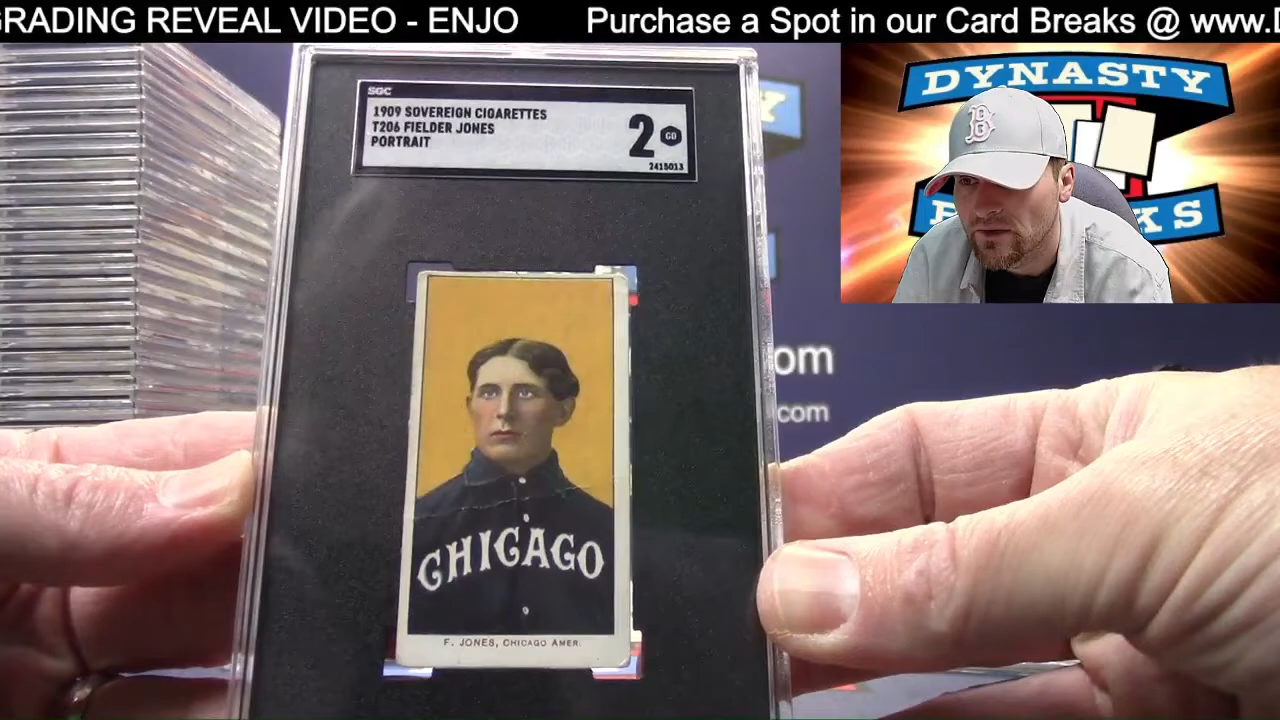 GRADING REVEAL VIDEO - ENJO
Purchase a Spot in our Card Breaks @ www.D
SGC
1909 SOVEREIGN CIGARETTES
T206 FIELDER JONES
PORTRAIT
2
GD
2415013
CHICAGO
F. JONES, CHICAGO AMER.
DYNASTY
B
KS
om
.com